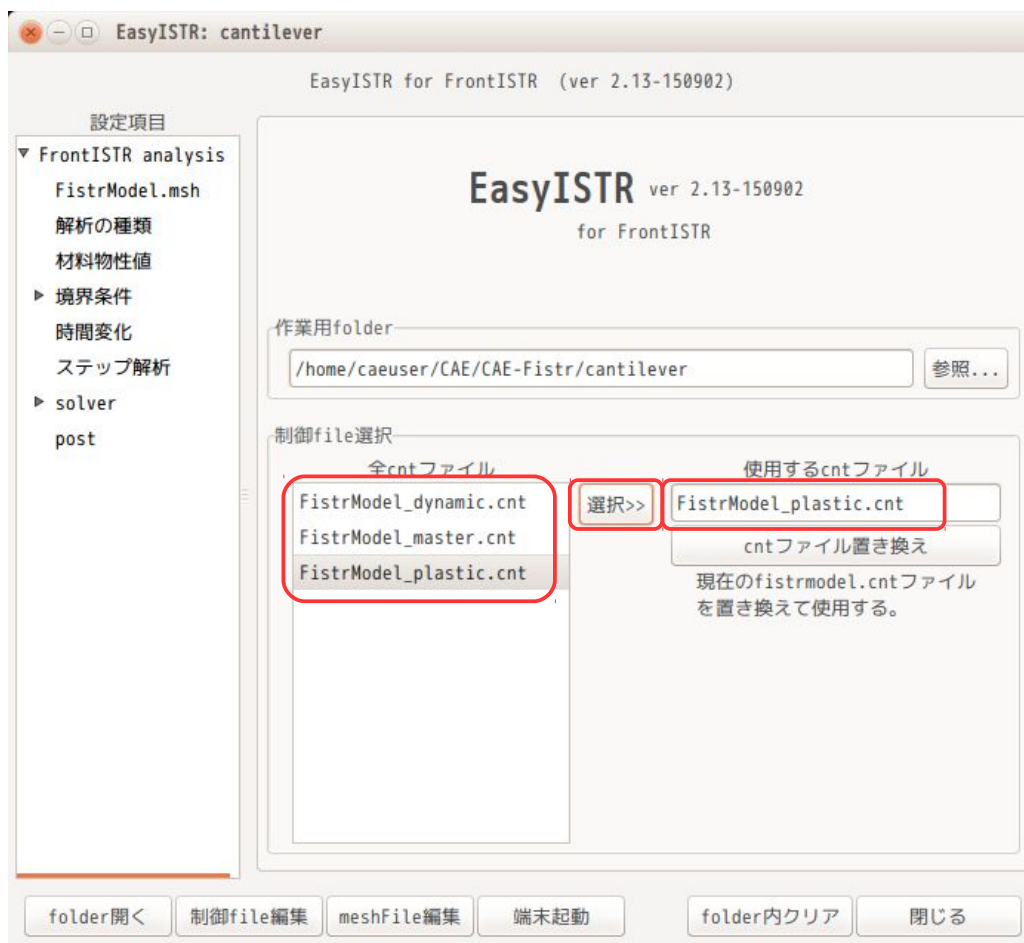 EasyISTR: cantilever
EasyISTR for FrontISTR (ver 2.13-150902)
設定項目
FrontISTR analysis
FistrModel.msh
解析の種類
材料物性値
境界条件
時間変化
ステップ解析
solver
post
EasyISTR ver 2.13-150902
for FrontISTR
作業用folder
/home/caeuser/CAE/CAE-Fistr/cantilever
参照...
制御file選択
全cntファイル
FistrModel_dynamic.cnt
FistrModel_master.cnt
FistrModel_plastic.cnt
選択>>
使用するcntファイル
FistrModel_plastic.cnt
cntファイル置き換え
現在のfistrmodel.cntファイル
を置き換えて使用する。
folder開く 制御file編集 meshFile編集 端末起動 folder内クリア 閉じる